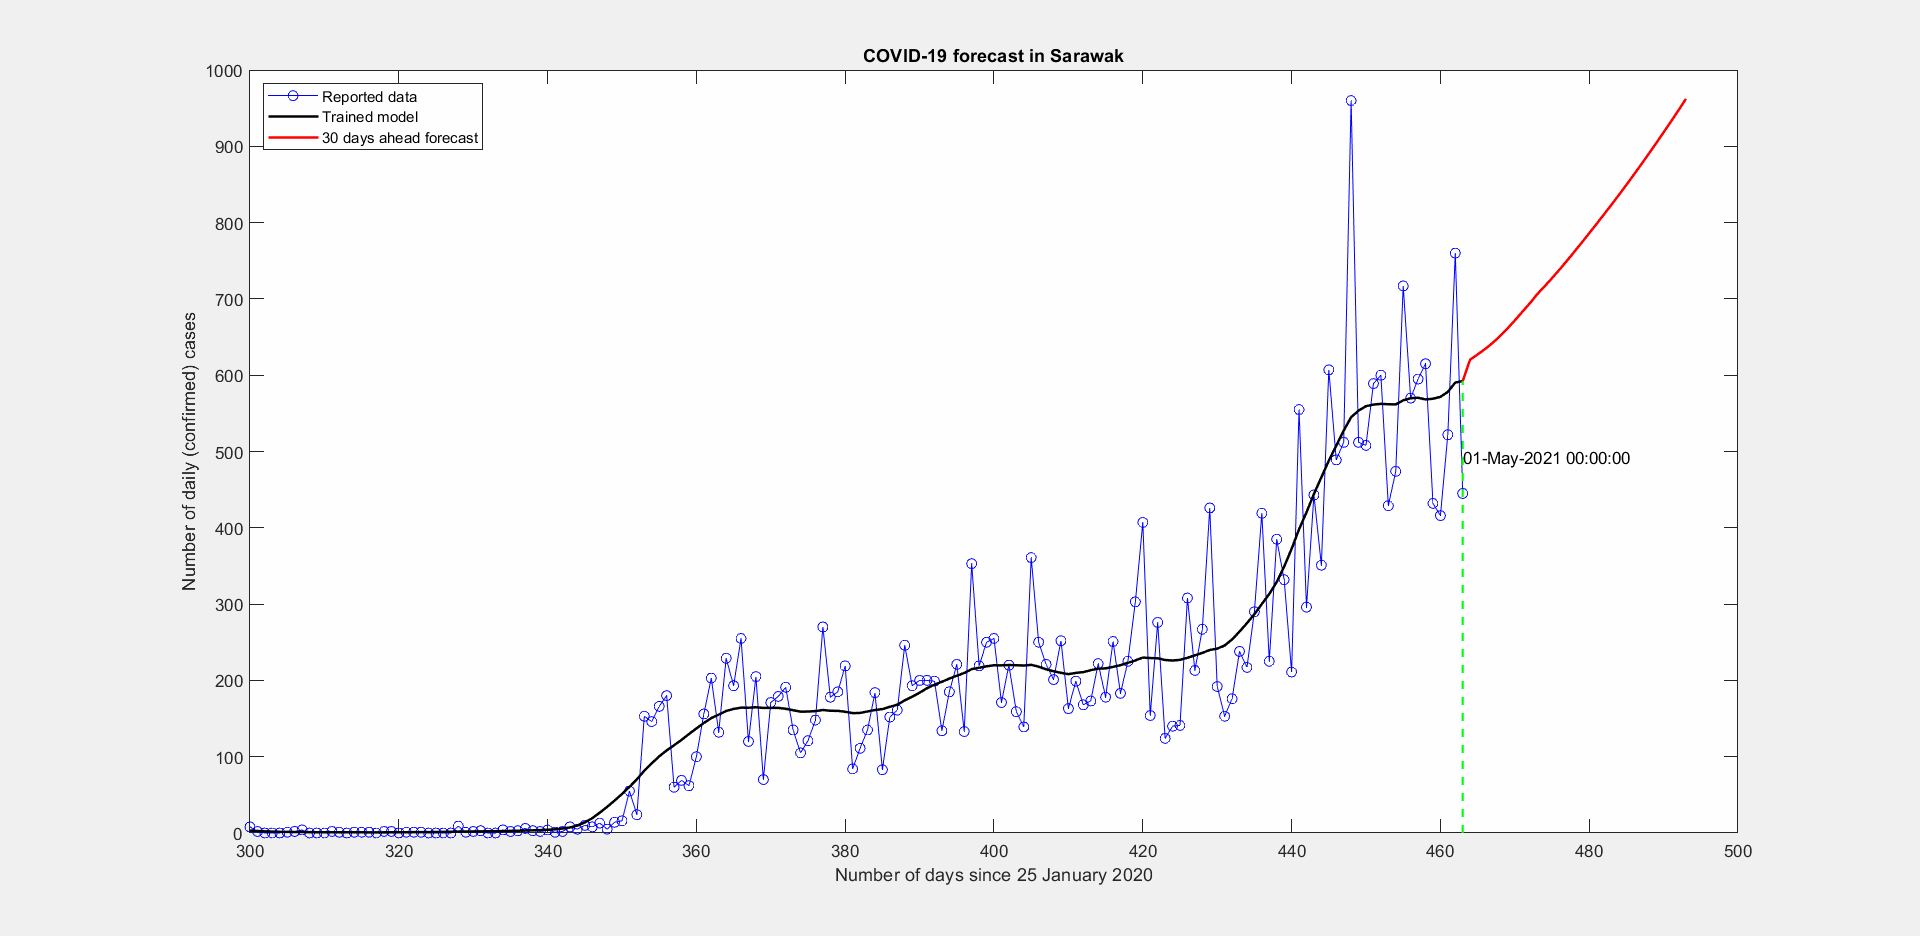 COVID-19 forecast in Sarawak
1000
900
800
700
600
500
400
300
200
100
0
Number of daily (confirmed) cases
Reported data
Trained model
30 days ahead forecast
01-May-2021 00:00:00
300 320 340 360 380 400 420 440 460 480 500
Number of days since 25 January 2020